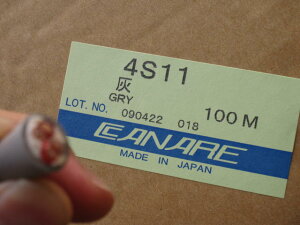 4S11
灰
GRY
100 M
LOT. NO. 090422 018
CANARE
MADE IN JAPAN